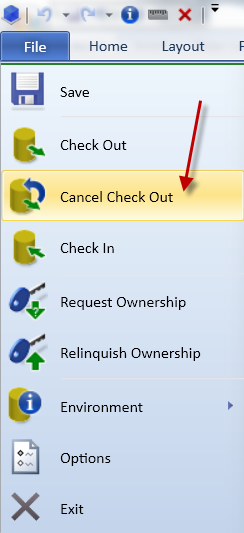 File Home Layout
Save
Check Out
Cancel Check Out
Check In
Request Ownership
Relinquish Ownership
Environment
Options
Exit